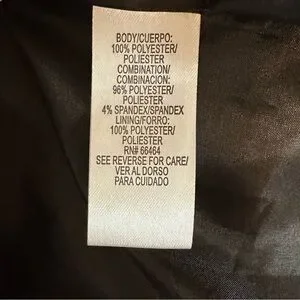 BODY/CUERPO:
100% POLYESTER/
POLIESTER
COMBINATION/
COMBINACION:
96% POLYESTER/
POLIESTER
4% SPANDEX/SPANDEX
LINING/FORRO:
100% POLYESTER/
POLIESTER
RN# 66464
SEE REVERSE FOR CARE/
VER AL DORSO
PARA CUIDADO